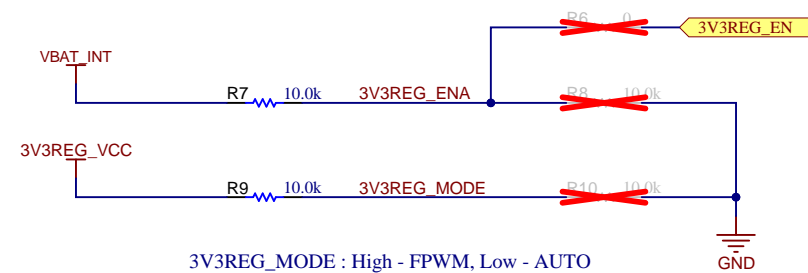 R6 0
3V3REG_EN
VBAT_INT
R7 10.0k 3V3REG_ENA R8 10.0k
3V3REG_VCC
R9 10.0k 3V3REG_MODE R10 10.0k
3V3REG_MODE : High - FPWM, Low - AUTO
GND